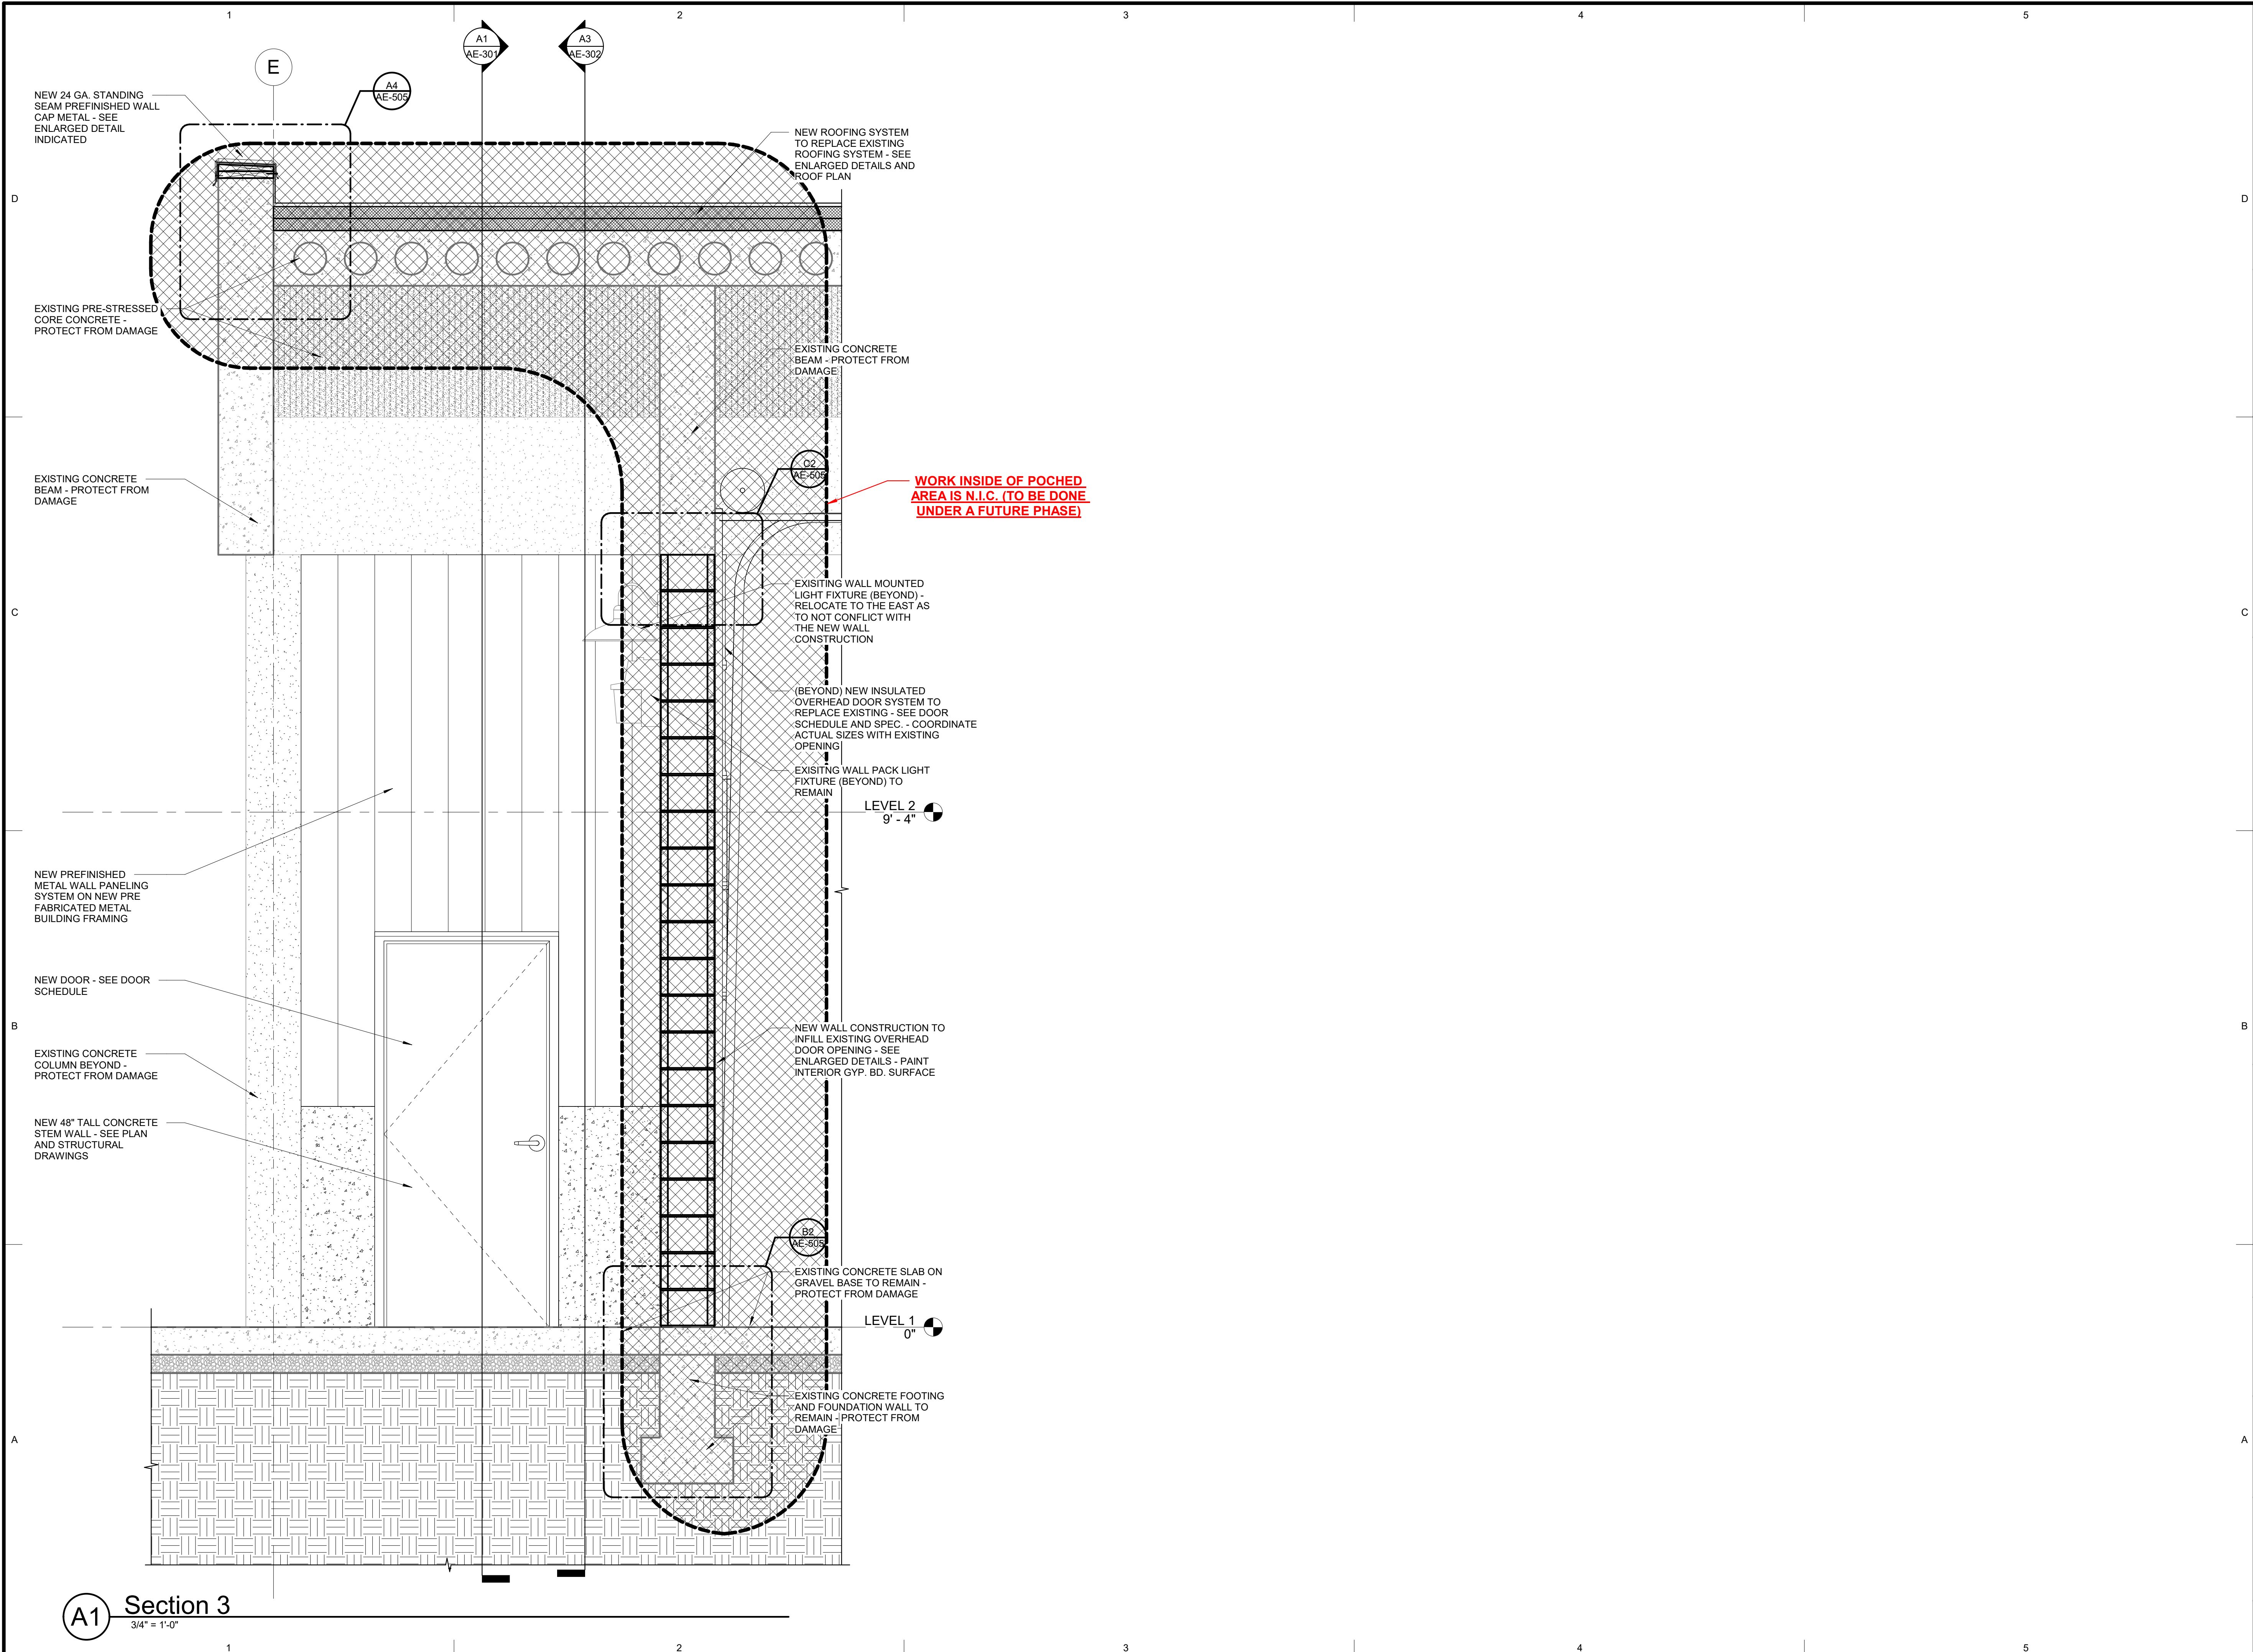 1
2
3
4
5
A1
AE-301
A3
AE-302
E
A4
AE-505
NEW 24 GA. STANDING
SEAM PREFINISHED WALL
CAP METAL - SEE
ENLARGED DETAIL
INDICATED
NEW ROOFING SYSTEM
TO REPLACE EXISTING
ROOFING SYSTEM - SEE
ENLARGED DETAILS AND
ROOF PLAN
D
D
EXISTING PRE-STRESSED
CORE CONCRETE -
PROTECT FROM DAMAGE
EXISTING CONCRETE
BEAM - PROTECT FROM
DAMAGE
C2
AE-505
EXISTING CONCRETE
BEAM - PROTECT FROM
DAMAGE
WORK INSIDE OF POCHED
AREA IS N.I.C. (TO BE DONE
UNDER A FUTURE PHASE)
EXISITING WALL MOUNTED
LIGHT FIXTURE (BEYOND) -
RELOCATE TO THE EAST AS
TO NOT CONFLICT WITH
THE NEW WALL
CONSTRUCTION
C
C
(BEYOND) NEW INSULATED
OVERHEAD DOOR SYSTEM TO
REPLACE EXISTING - SEE DOOR
SCHEDULE AND SPEC. - COORDINATE
ACTUAL SIZES WITH EXISTING
OPENING
EXISITNG WALL PACK LIGHT
FIXTURE (BEYOND) TO
REMAIN
LEVEL 2
9' - 4"
NEW PREFINISHED
METAL WALL PANELING
SYSTEM ON NEW PRE
FABRICATED METAL
BUILDING FRAMING
NEW DOOR - SEE DOOR
SCHEDULE
B
B
NEW WALL CONSTRUCTION TO
INFILL EXISTING OVERHEAD
DOOR OPENING - SEE
ENLARGED DETAILS - PAINT
INTERIOR GYP. BD. SURFACE
EXISTING CONCRETE
COLUMN BEYOND -
PROTECT FROM DAMAGE
NEW 48" TALL CONCRETE
STEM WALL - SEE PLAN
AND STRUCTURAL
DRAWINGS
B2
AE-505
EXISTING CONCRETE SLAB ON
GRAVEL BASE TO REMAIN -
PROTECT FROM DAMAGE
LEVEL 1
0"
EXISTING CONCRETE FOOTING
AND FOUNDATION WALL TO
REMAIN - PROTECT FROM
DAMAGE
A
A
A1
Section 3
3/4" = 1'-0"
1
2
3
4
5